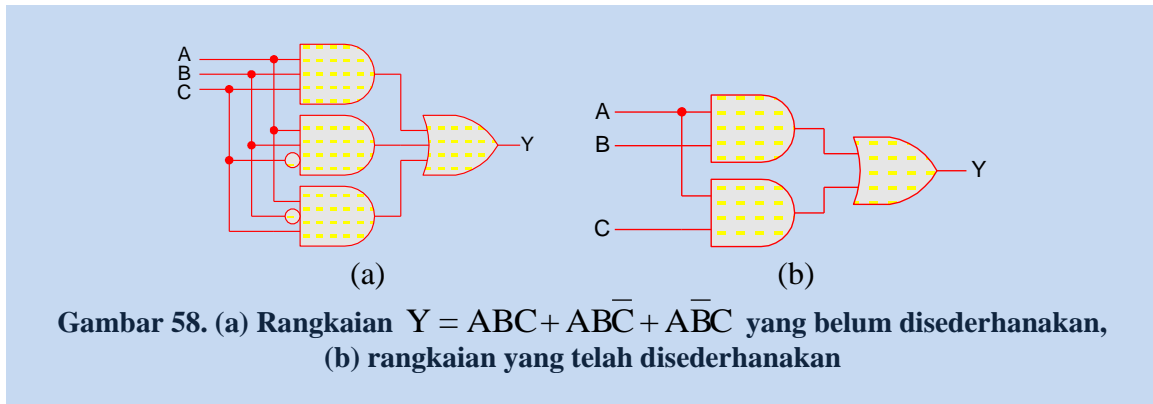 A
B
C
Y
(a)
A
B
C
Y
(b)
Gambar 58. (a) Rangkaian Y = ABC + ABC̅ + AB̅C yang belum disederhanakan,
(b) rangkaian yang telah disederhanakan